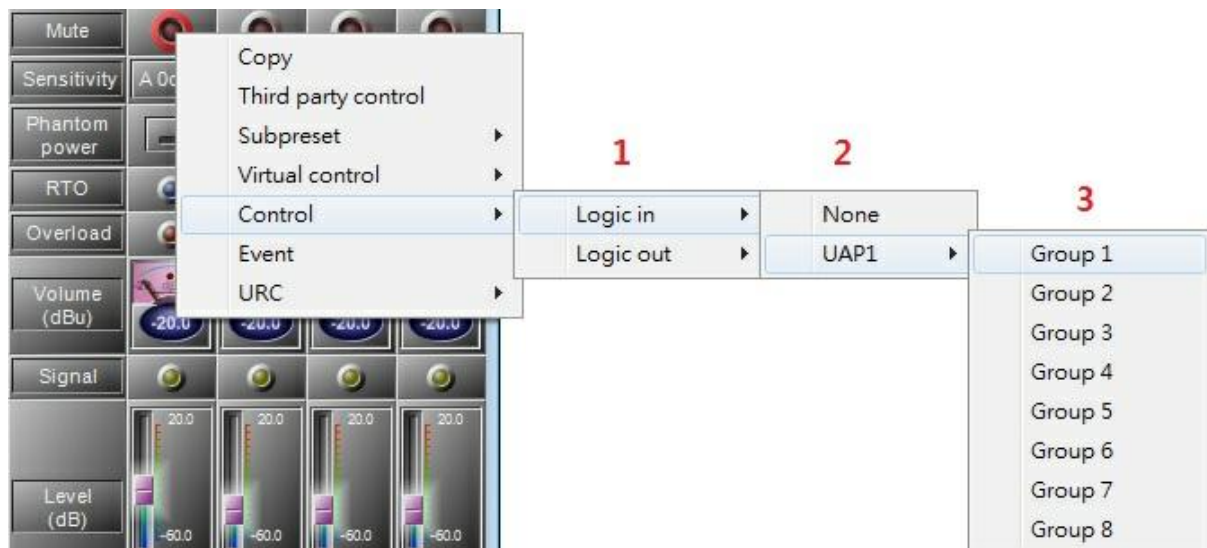 Mute
Sensitivity
A 0d
Phantom
power
RTO
Overload
Volume
(dBu)
-20.0 -20.0 -20.0 -20.0
Signal
20.0 20.0 20.0 20.0
Level
(dB)
-60.0 -60.0 -60.0 -60.0
Copy
Third party control
Subpreset
Virtual control
Control
Event
URC
1
Logic in
Logic out
2
None
UAP1
3
Group 1
Group 2
Group 3
Group 4
Group 5
Group 6
Group 7
Group 8